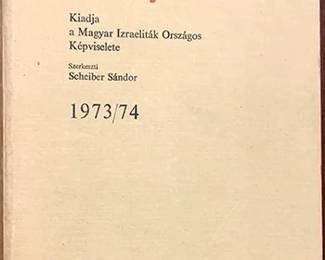 Kiadja
a Magyar Izraeliták Országos
Képviselete
Szerkeszti
Scheiber Sándor
1973/74